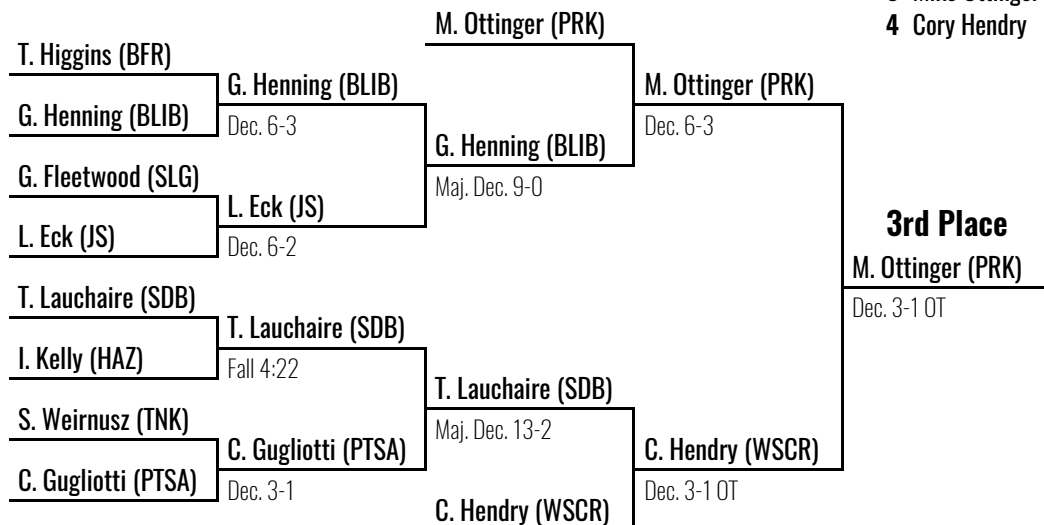 3 Mike Ottinger
4 Cory Hendry
M. Ottinger (PRK)
T. Higgins (BFR)
G. Henning (BLIB)
G. Henning (BLIB)
Dec. 6-3
M. Ottinger (PRK)
Dec. 6-3
G. Henning (BLIB)
Maj. Dec. 9-0
G. Fleetwood (SLG)
L. Eck (JS)
L. Eck (JS)
Dec. 6-2
3rd Place
M. Ottinger (PRK)
Dec. 3-1 OT
T. Lauchaire (SDB)
I. Kelly (HAZ)
T. Lauchaire (SDB)
Fall 4:22
T. Lauchaire (SDB)
Maj. Dec. 13-2
S. Weirnusz (TNK)
C. Gugliotti (PTSA)
C. Gugliotti (PTSA)
Dec. 3-1
C. Hendry (WSCR)
Dec. 3-1 OT
C. Hendry (WSCR)